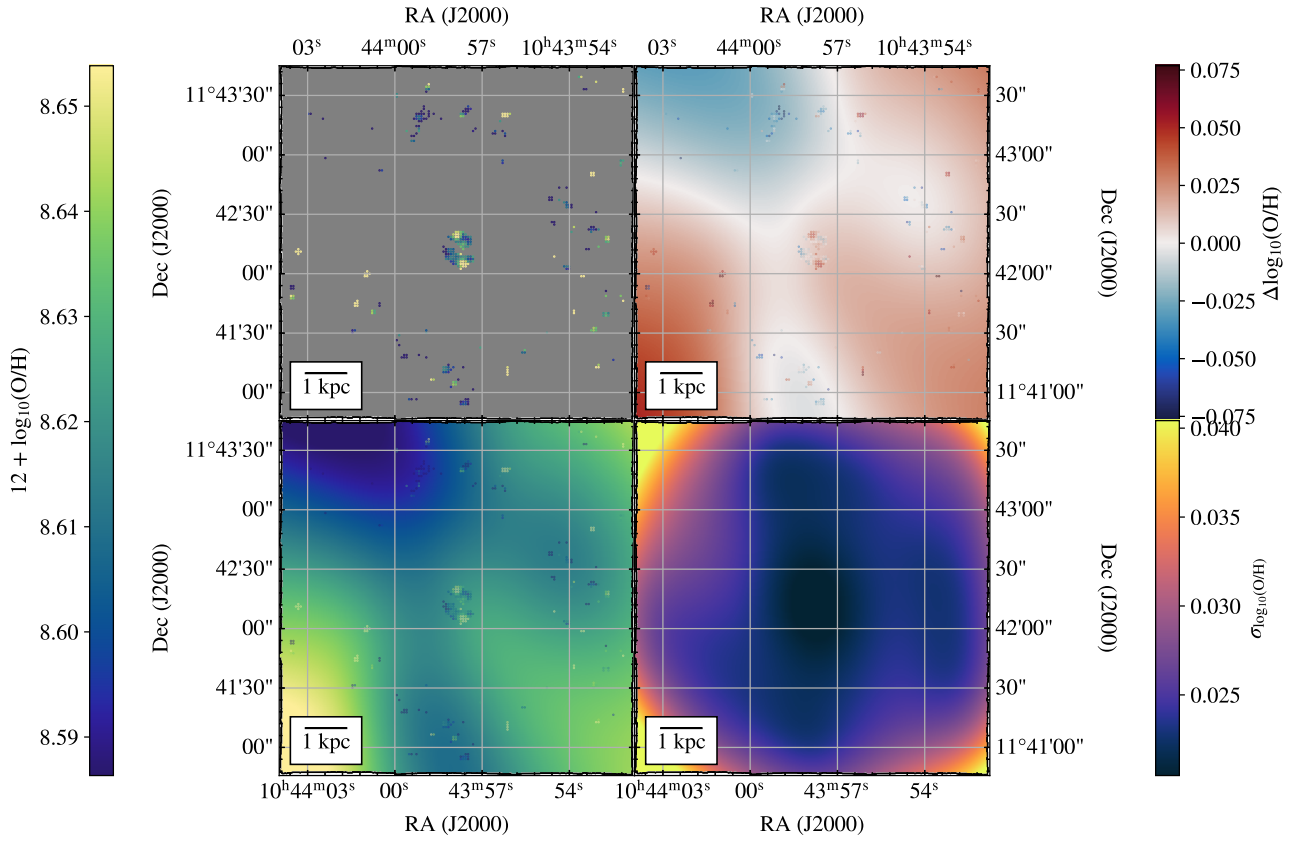 RA (J2000) RA (J2000)
03ˢ 44ᵐ00ˢ 57ˢ 10ʰ43ᵐ54ˢ 03ˢ 44ᵐ00ˢ 57ˢ 10ʰ43ᵐ54ˢ
11°43'30" 30"
00" 43'00"
42'30" 30"
00" 42'00"
41'30" 30"
00" 11°41'00"
Dec (J2000) Dec (J2000)
1 kpc 1 kpc
11°43'30" 30"
00" 43'00"
42'30" 30"
00" 42'00"
41'30" 30"
00" 11°41'00"
Dec (J2000) Dec (J2000)
1 kpc 1 kpc
10ʰ44ᵐ03ˢ 00ˢ 43ᵐ57ˢ 54ˢ 10ʰ44ᵐ03ˢ 00ˢ 43ᵐ57ˢ 54ˢ
RA (J2000) RA (J2000)
12 + log₁₀(O/H)
8.65
8.64
8.63
8.62
8.61
8.60
8.59
0.075
0.050
0.025
0.000
−0.025
−0.050
−0.075
Δlog₁₀(O/H)
0.040
0.035
0.030
0.025
σlog₁₀(O/H)